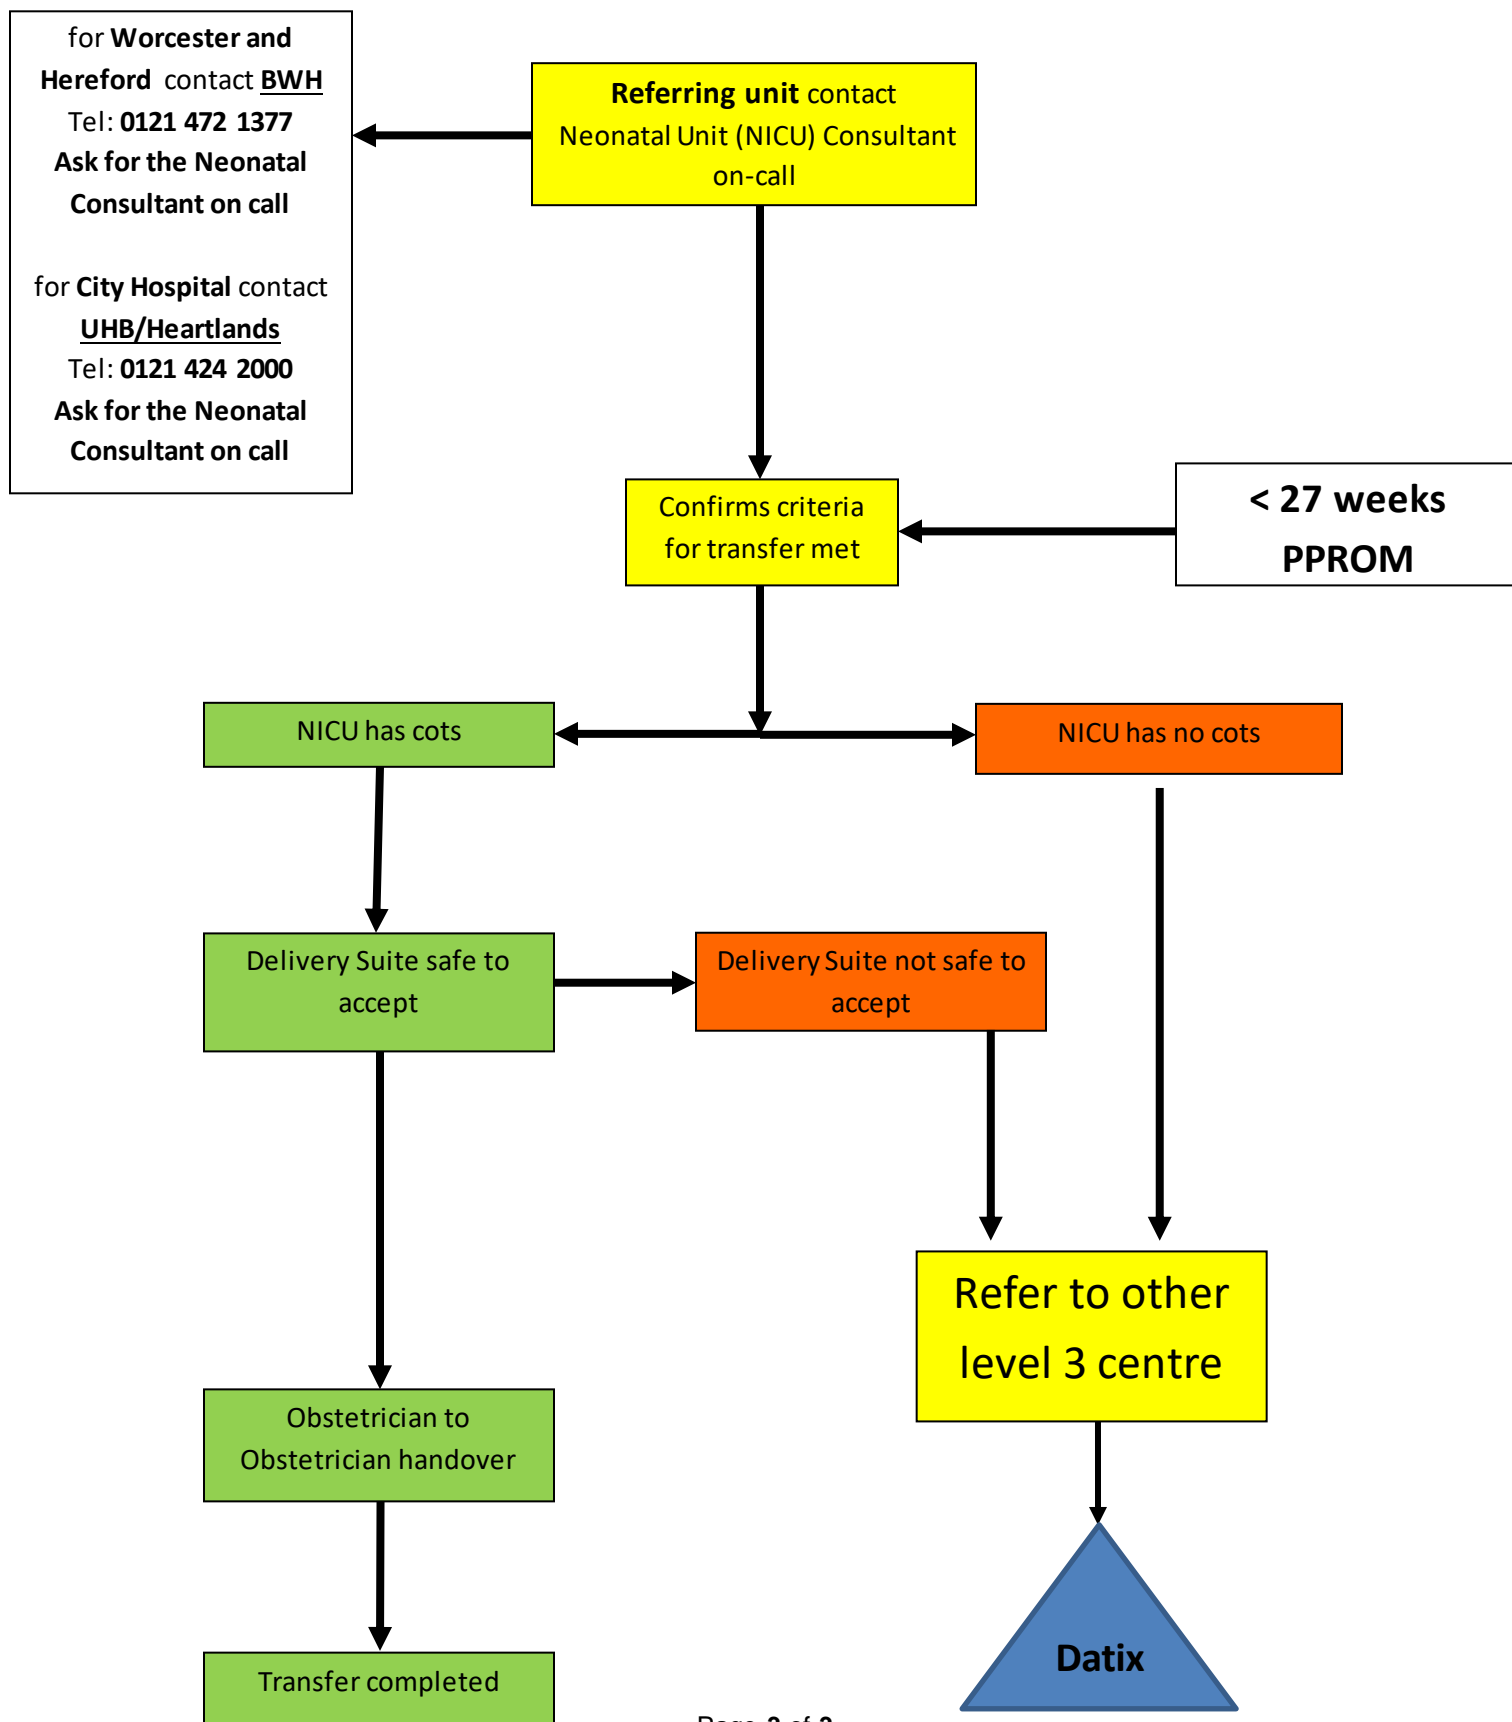 for Worcester and
Hereford contact BWH
Tel: 0121 472 1377
Ask for the Neonatal
Consultant on call
for City Hospital contact
UHB/Heartlands
Tel: 0121 424 2000
Ask for the Neonatal
Consultant on call
Referring unit contact
Neonatal Unit (NICU) Consultant
on-call
Confirms criteria
for transfer met
< 27 weeks
PPROM
NICU has cots
NICU has no cots
Delivery Suite safe to
accept
Delivery Suite not safe to
accept
Refer to other
level 3 centre
Obstetrician to
Obstetrician handover
Datix
Transfer completed